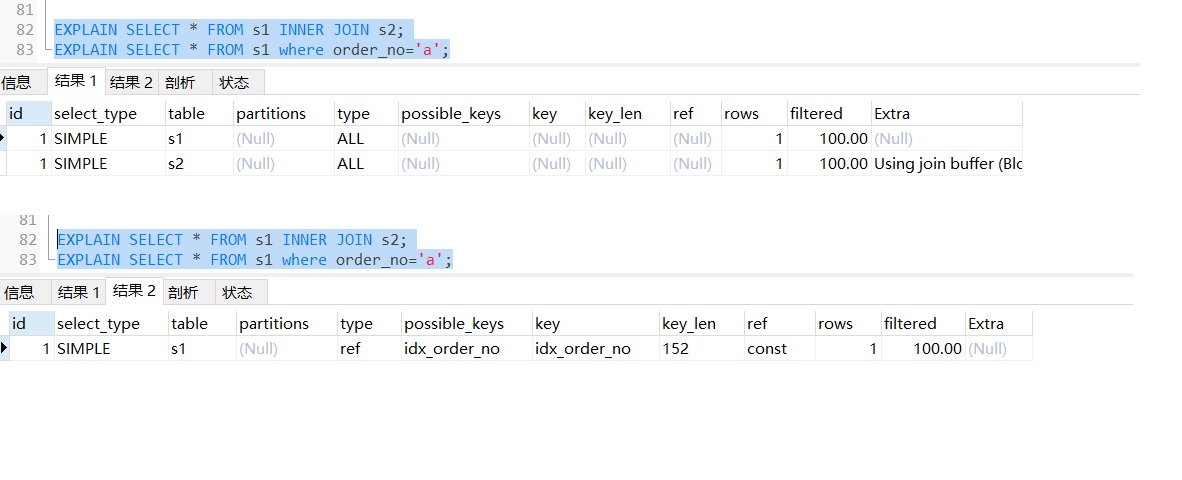 81
82 EXPLAIN SELECT * FROM s1 INNER JOIN s2;
83 EXPLAIN SELECT * FROM s1 where order_no='a';
信息 结果 1 结果 2 剖析 状态
id select_type table partitions type possible_keys key key_len ref rows filtered Extra
1 SIMPLE s1 (Null) ALL (Null) (Null) (Null) (Null) 1 100.00 (Null)
1 SIMPLE s2 (Null) ALL (Null) (Null) (Null) (Null) 1 100.00 Using join buffer (Blo
81
82 EXPLAIN SELECT * FROM s1 INNER JOIN s2;
83 EXPLAIN SELECT * FROM s1 where order_no='a';
信息 结果 1 结果 2 剖析 状态
id select_type table partitions type possible_keys key key_len ref rows filtered Extra
1 SIMPLE s1 (Null) ref idx_order_no idx_order_no 152 const 1 100.00 (Null)